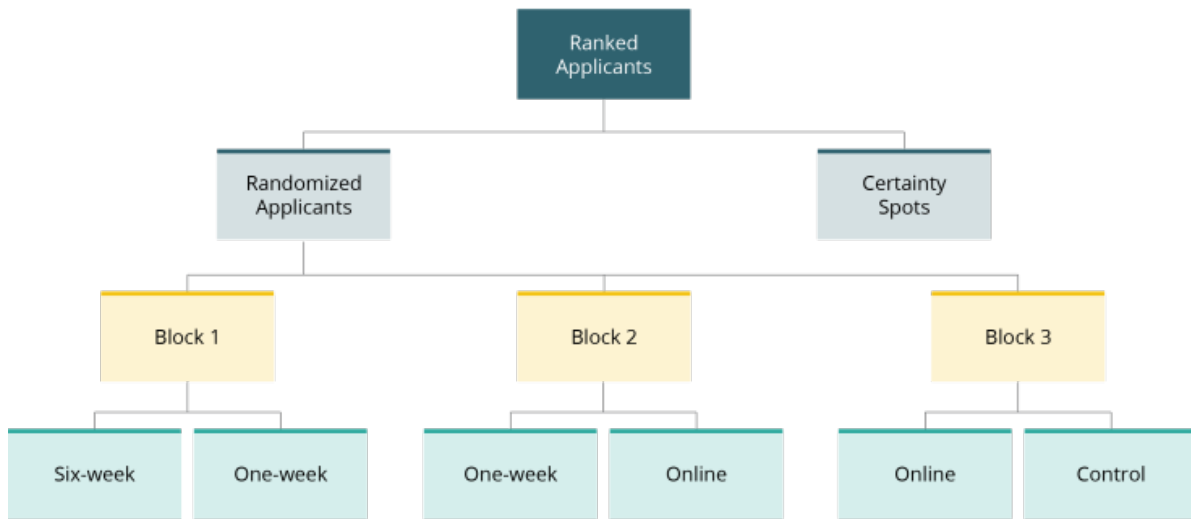 Ranked
Applicants
Randomized
Applicants
Certainty
Spots
Block 1
Block 2
Block 3
Six-week
One-week
One-week
Online
Online
Control